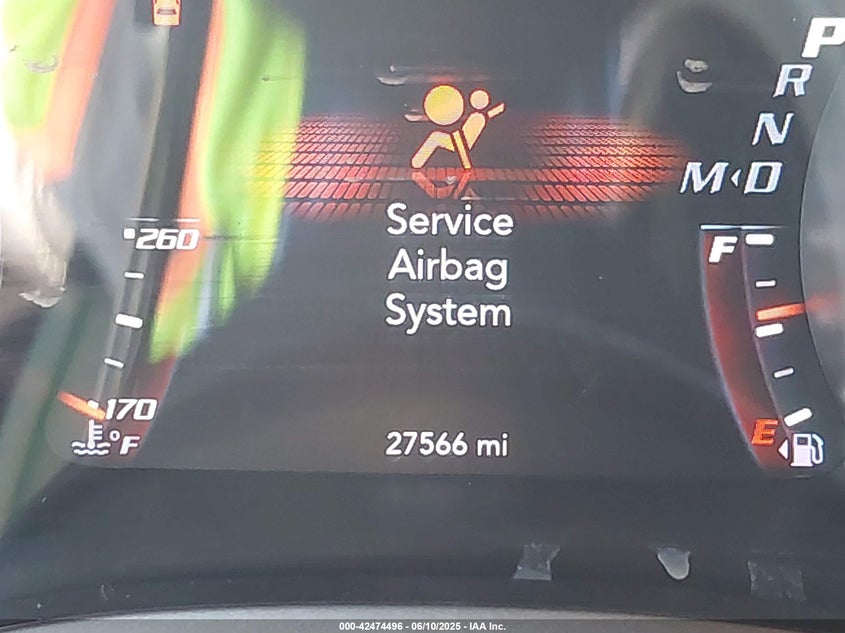 P
R
N
M‹D
260
F
Service
Airbag
System
170
°F
E
27566 mi
000-42474496 - 06/10/2025 - IAA Inc.